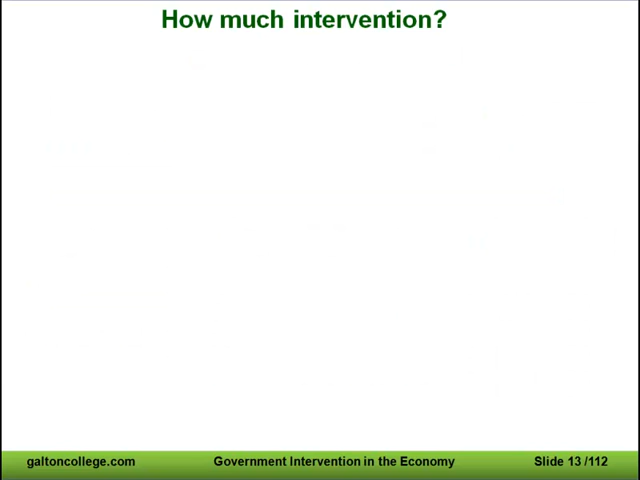 How much intervention?
galtoncollege.com Government Intervention in the Economy Slide 13 /112